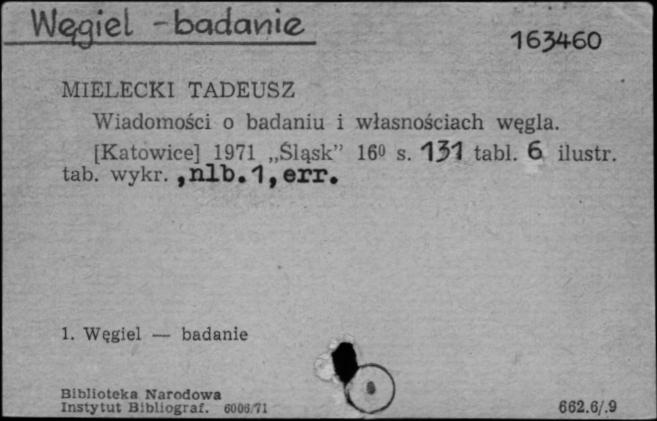 Węgiel - badanie
163460
MIELECKI TADEUSZ
Wiadomości o badaniu i własnościach węgla.
[Katowice] 1971 „Śląsk” 16⁰ s. 131 tabl. 6 ilustr.
tab. wykr. ,nlb.1,err.
1. Węgiel — badanie
Biblioteka Narodowa
Instytut Bibliograf. 6006/71
662.6/.9